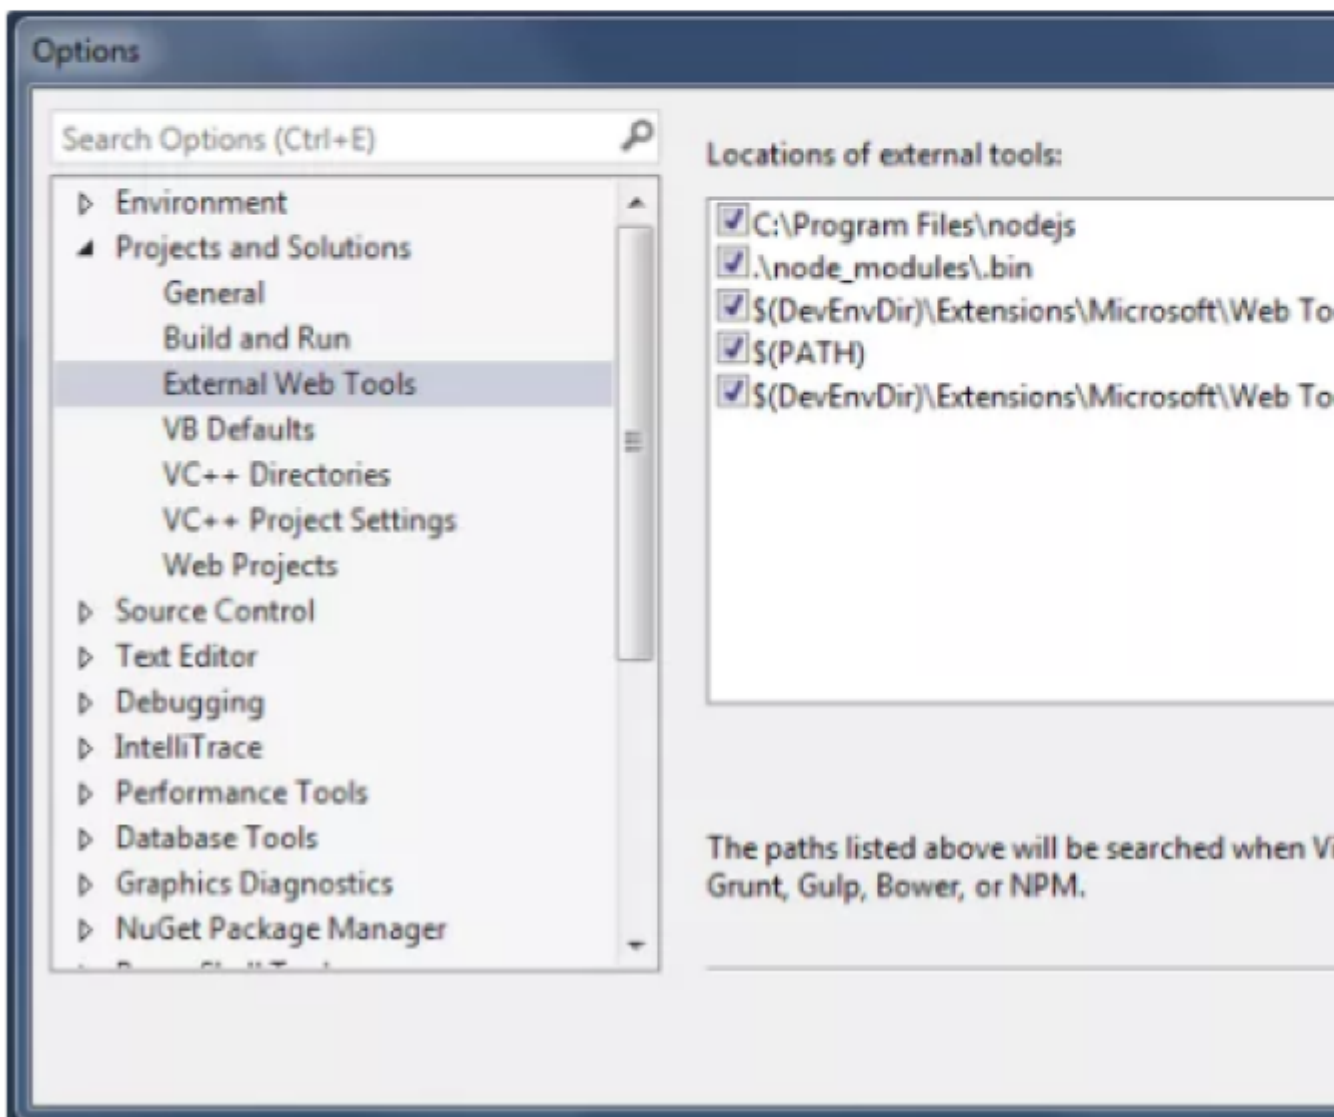 Options
Search Options (Ctrl+E)
Environment
Projects and Solutions
General
Build and Run
External Web Tools
VB Defaults
VC++ Directories
VC++ Project Settings
Web Projects
Source Control
Text Editor
Debugging
IntelliTrace
Performance Tools
Database Tools
Graphics Diagnostics
NuGet Package Manager
Locations of external tools:
C:\Program Files\nodejs
.\node_modules\.bin
$(DevEnvDir)\Extensions\Microsoft\Web
$(PATH)
$(DevEnvDir)\Extensions\Microsoft\Web
The paths listed above will be searched when
Grunt, Gulp, Bower, or NPM.